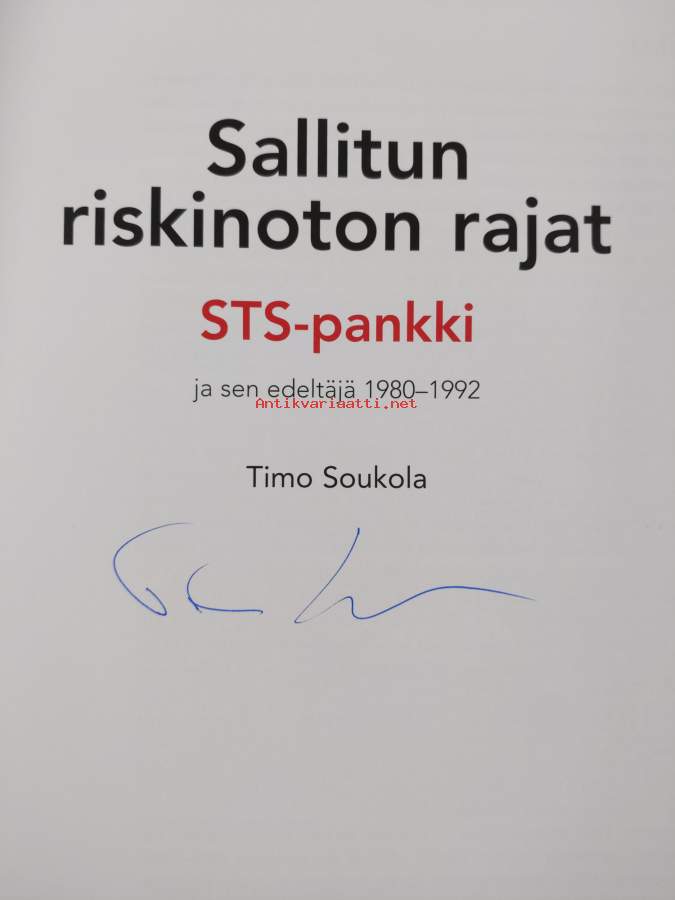 Sallitun
riskinoton rajat
STS-pankki
ja sen edeltäjä 1980–1992
Antikvariaatti.net
Timo Soukola